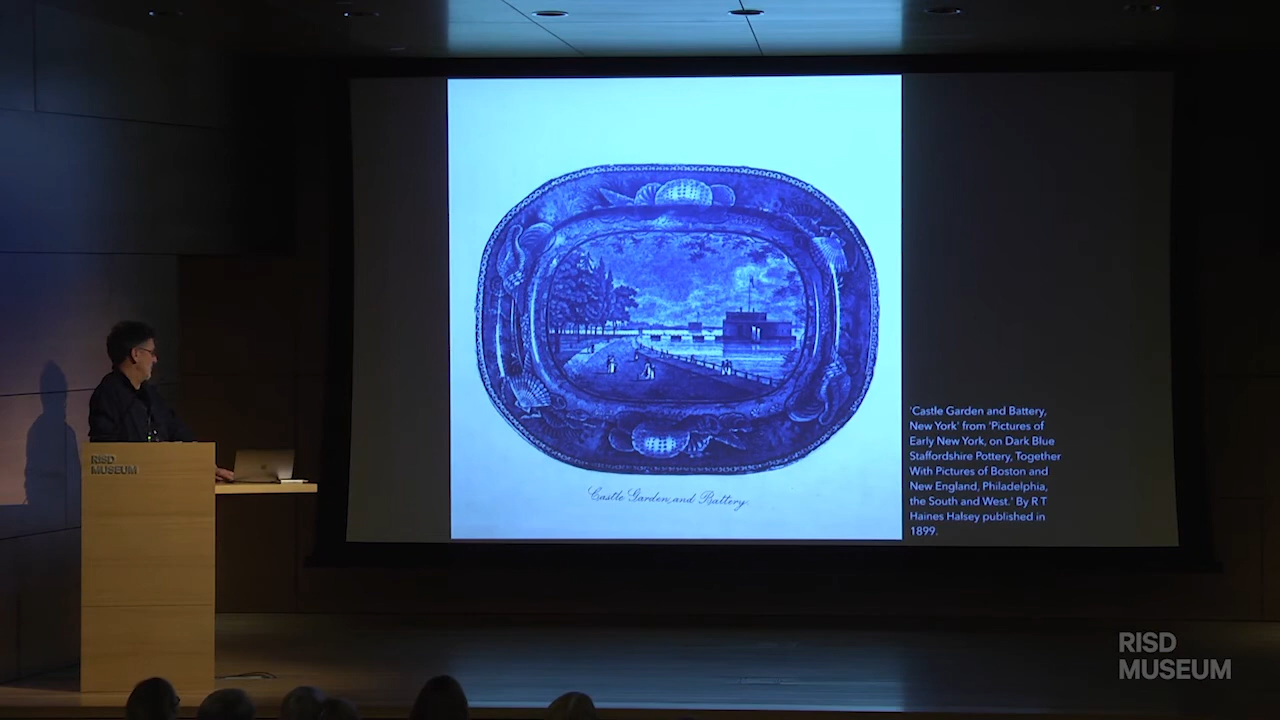 RISD
MUSEUM
Castle Garden and Battery.
'Castle Garden and Battery,
New York' from 'Pictures of
Early New York, on Dark Blue
Staffordshire Pottery, Together
With Pictures of Boston and
New England, Philadelphia,
the South and West.' By R T
Haines Halsey published in
1899.
RISD
MUSEUM